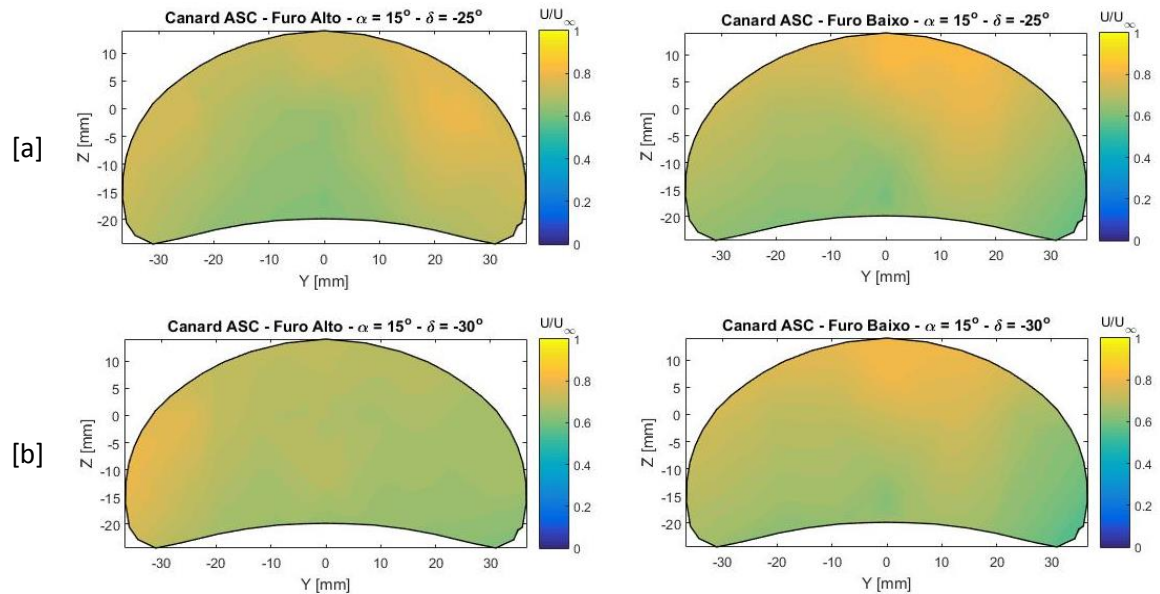 Canard ASC - Furo Alto - α = 15° - δ = -25°
U/U∞
[a]
Z [mm]
10
5
0
-5
-10
-15
-20
-30 -20 -10 0 10 20 30
Y [mm]
1
0.8
0.6
0.4
0.2
0
Canard ASC - Furo Baixo - α = 15° - δ = -25°
U/U∞
Z [mm]
10
5
0
-5
-10
-15
-20
-30 -20 -10 0 10 20 30
Y [mm]
1
0.8
0.6
0.4
0.2
0
Canard ASC - Furo Alto - α = 15° - δ = -30°
U/U∞
[b]
Z [mm]
10
5
0
-5
-10
-15
-20
-30 -20 -10 0 10 20 30
Y [mm]
1
0.8
0.6
0.4
0.2
0
Canard ASC - Furo Baixo - α = 15° - δ = -30°
U/U∞
Z [mm]
10
5
0
-5
-10
-15
-20
-30 -20 -10 0 10 20 30
Y [mm]
1
0.8
0.6
0.4
0.2
0